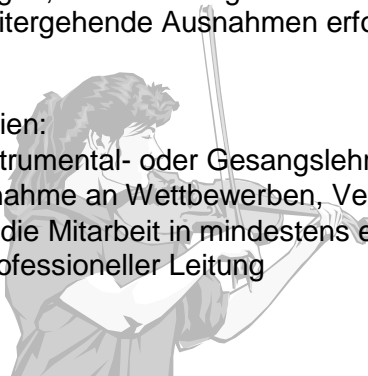 itergehende Ausnahmen erfo
ien:
trumental- oder Gesangslehr
nahme an Wettbewerben, Ve
die Mitarbeit in mindestens e
ofessioneller Leitung